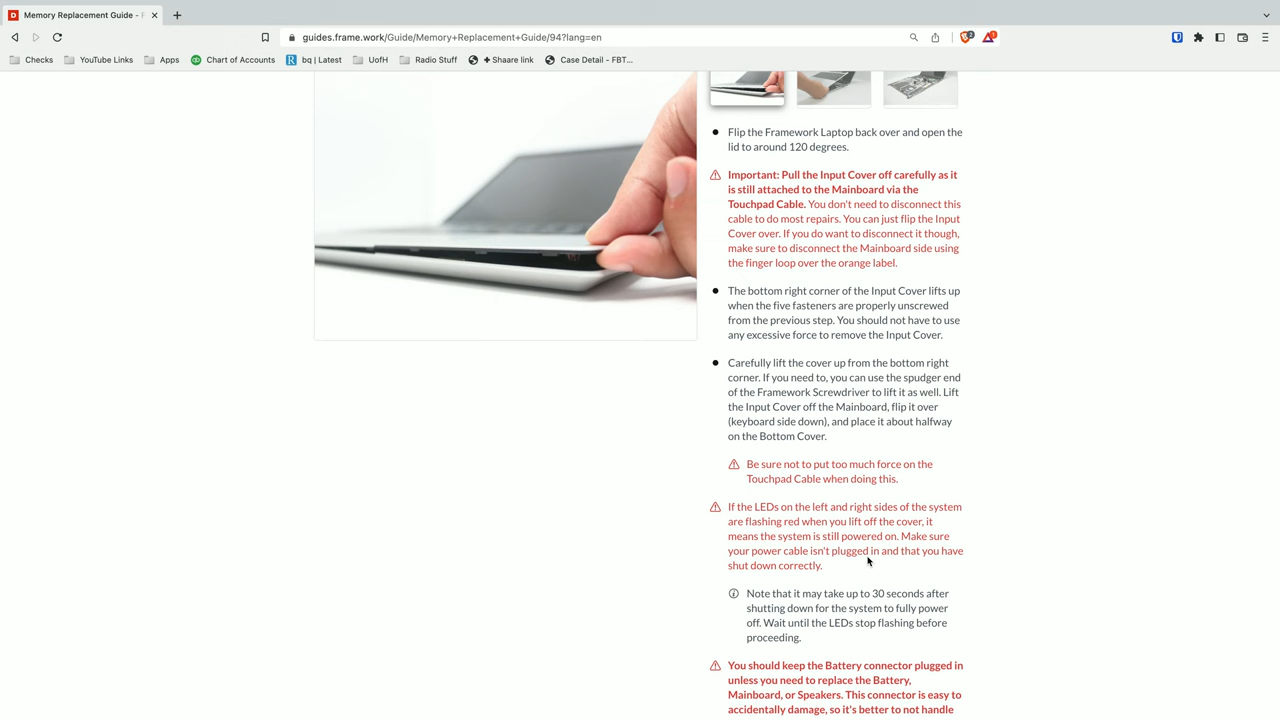 Memory Replacement Guide - F
guides.frame.work/Guide/Memory+Replacement+Guide/94?lang=en
Checks YouTube Links Apps Chart of Accounts bq | Latest UofH Radio Stuff + Shaare link Case Detail - FBT...
Flip the Framework Laptop back over and open the
lid to around 120 degrees.
Important: Pull the Input Cover off carefully as it
is still attached to the Mainboard via the
Touchpad Cable. You don't need to disconnect this
cable to do most repairs. You can just flip the Input
Cover over. If you do want to disconnect it though,
make sure to disconnect the Mainboard side using
the finger loop over the orange label.
The bottom right corner of the Input Cover lifts up
when the five fasteners are properly unscrewed
from the previous step. You should not have to use
any excessive force to remove the Input Cover.
Carefully lift the cover up from the bottom right
corner. If you need to, you can use the spudger end
of the Framework Screwdriver to lift it as well. Lift
the Input Cover off the Mainboard, flip it over
(keyboard side down), and place it about halfway
on the Bottom Cover.
Be sure not to put too much force on the
Touchpad Cable when doing this.
If the LEDs on the left and right sides of the system
are flashing red when you lift off the cover, it
means the system is still powered on. Make sure
your power cable isn't plugged in and that you have
shut down correctly.
Note that it may take up to 30 seconds after
shutting down for the system to fully power
off. Wait until the LEDs stop flashing before
proceeding.
You should keep the Battery connector plugged in
unless you need to replace the Battery,
Mainboard, or Speakers. This connector is easy to
accidentally damage, so it's better to not handle